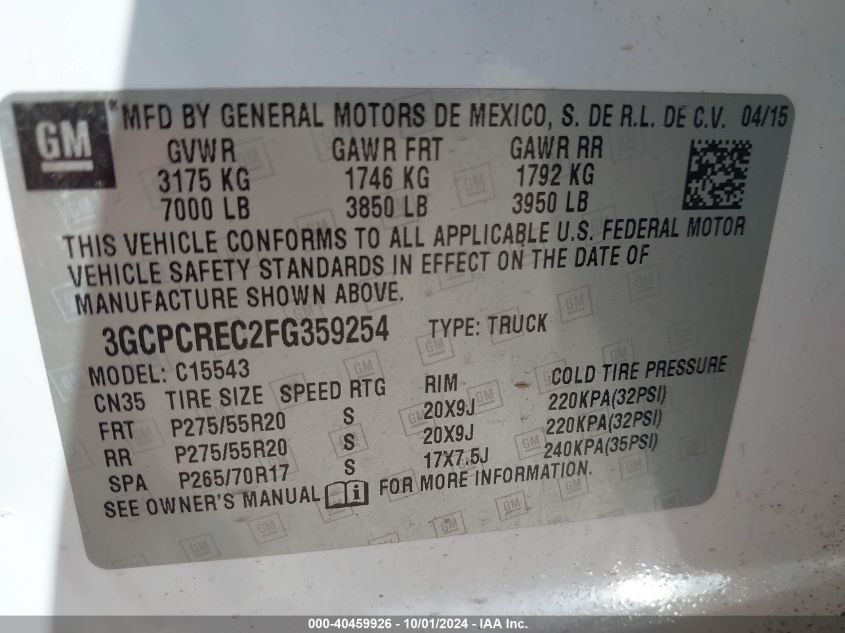 GM MFD BY GENERAL MOTORS DE MEXICO, S. DE R.L. DE C.V. 04/15
GVWR GAWR FRT GAWR RR
3175 KG 1746 KG 1792 KG
7000 LB 3850 LB 3950 LB
THIS VEHICLE CONFORMS TO ALL APPLICABLE U.S. FEDERAL MOTOR
VEHICLE SAFETY STANDARDS IN EFFECT ON THE DATE OF
MANUFACTURE SHOWN ABOVE.
3GCPCREC2FG359254 TYPE: TRUCK
MODEL: C15543
CN35 TIRE SIZE SPEED RTG RIM COLD TIRE PRESSURE
FRT P275/55R20 S 20X9J 220KPA(32PSI)
RR P275/55R20 S 20X9J 220KPA(32PSI)
SPA P265/70R17 S 17X7.5J 240KPA(35PSI)
SEE OWNER'S MANUAL FOR MORE INFORMATION.
000-40459926 - 10/01/2024 - IAA Inc.